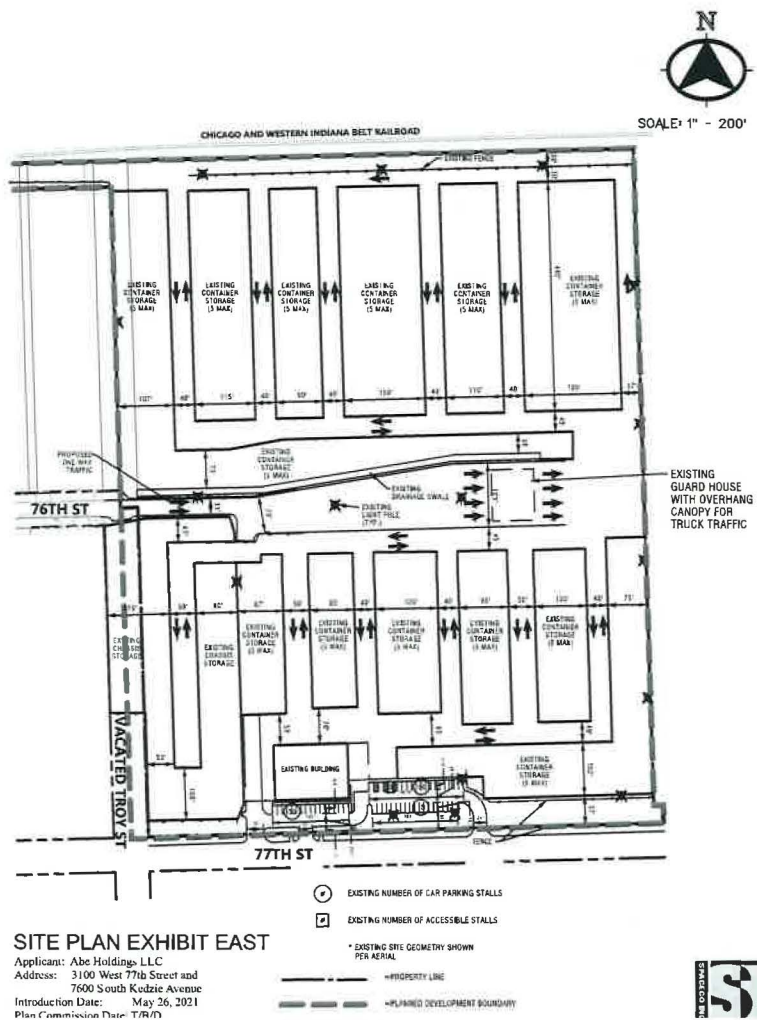 N
SCALE: 1" - 200'
CHICAGO AND WESTERN INDIANA BELT RAILROAD
EXISTING FENCE
EXISTING
CONTAINER
STORAGE
(5 MAX)
EXISTING
CONTAINER
STORAGE
(5 MAX)
EXISTING
CONTAINER
STORAGE
(5 MAX)
EXISTING
CONTAINER
STORAGE
(5 MAX)
EXISTING
CONTAINER
STORAGE
(5 MAX)
EXISTING
CONTAINER
STORAGE
(5 MAX)
107'
115'
110'
PROPOSED
ONE WAY
TRAFFIC
EXISTING
CONTAINER
STORAGE
(5 MAX)
EXISTING
DRAINAGE SWALE
EXISTING
LIGHT POLE
(TYP.)
EXISTING
GUARD HOUSE
WITH OVERHANG
CANOPY FOR
TRUCK TRAFFIC
76TH ST
EXISTING
CHASSIS
STORAGE
EXISTING
CHASSIS
STORAGE
EXISTING
CONTAINER
STORAGE
(5 MAX)
EXISTING
CONTAINER
STORAGE
(5 MAX)
EXISTING
CONTAINER
STORAGE
(5 MAX)
EXISTING
CONTAINER
STORAGE
(5 MAX)
EXISTING
CONTAINER
STORAGE
(5 MAX)
VACATED TROY ST
EXISTING BUILDING
EXISTING
CONTAINER
STORAGE
(5 MAX)
FENCE
77TH ST
# EXISTING NUMBER OF CAR PARKING STALLS
# EXISTING NUMBER OF ACCESSIBLE STALLS
* EXISTING SITE GEOMETRY SHOWN
PER AERIAL
=PROPERTY LINE
=PLANNED DEVELOPMENT BOUNDARY
SITE PLAN EXHIBIT EAST
Applicant: Abe Holdings LLC
Address: 3100 West 77th Street and
7600 South Kedzie Avenue
Introduction Date: May 26, 2021
Plan Commission Date: T/B/D
SPACECO INC